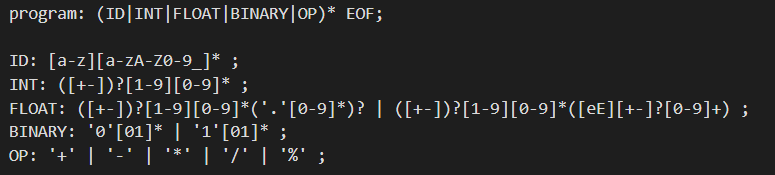 program: (ID|INT|FLOAT|BINARY|OP)* EOF;
ID: [a-z][a-zA-Z0-9_]* ;
INT: ([+-])?[1-9][0-9]* ;
FLOAT: ([+-])?[1-9][0-9]*('.'[0-9]*)? | ([+-])?[1-9][0-9]*([eE][+-]?[0-9]+) ;
BINARY: '0'[01]* | '1'[01]* ;
OP: '+' | '-' | '*' | '/' | '%' ;